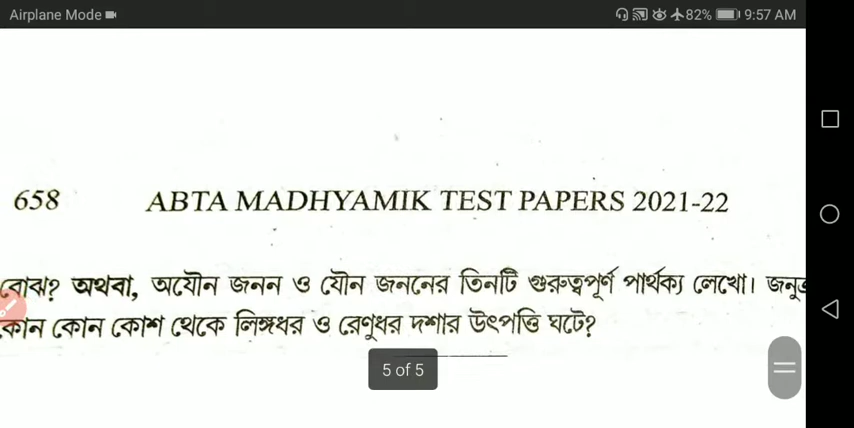 Airplane Mode 82% 9:57 AM
658 ABTA MADHYAMIK TEST PAPERS 2021-22
বোঝ? অথবা, অযৌন জনন ও যৌন জননের তিনটি গুরুত্বপূর্ণ পার্থক্য লেখো।
কোন কোন কোশ থেকে লিঙ্গধর ও রেণুধর দশার উৎপত্তি ঘটে?
5 of 5